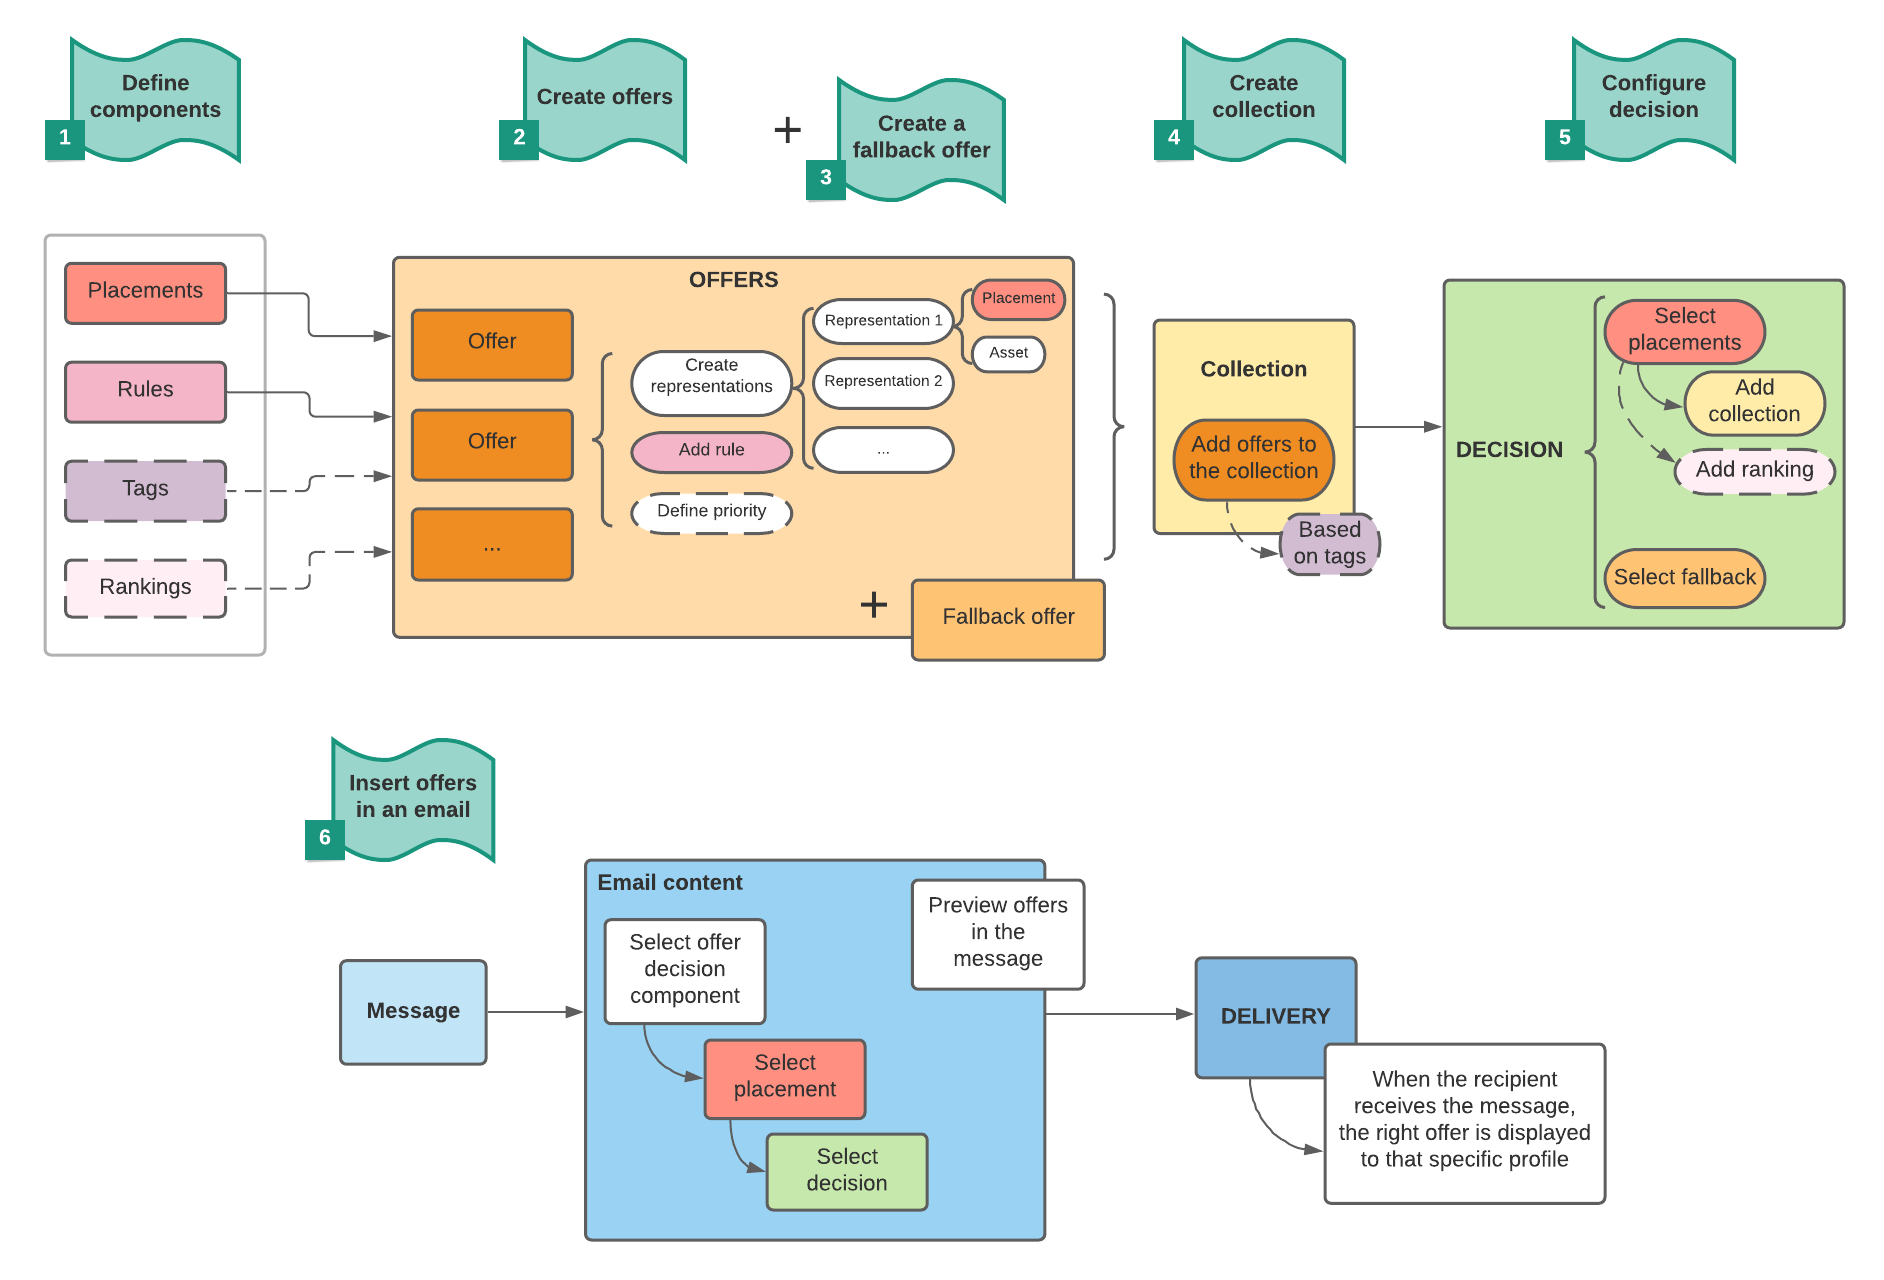 Define
components
1
Create offers
2
+
Create a
fallback offer
3
Create
collection
4
Configure
decision
5
Placements
Rules
Tags
Rankings
OFFERS
Offer
Offer
...
Create
representations
Add rule
Define priority
Representation 1
Representation 2
...
Placement
Asset
+
Fallback offer
Collection
Add offers to
the collection
Based
on tags
DECISION
Select
placements
Add
collection
Add ranking
Select fallback
Insert offers
in an email
6
Message
Email content
Select offer
decision
component
Select
placement
Select
decision
Preview offers
in the
message
DELIVERY
When the recipient
receives the message,
the right offer is displayed
to that specific profile